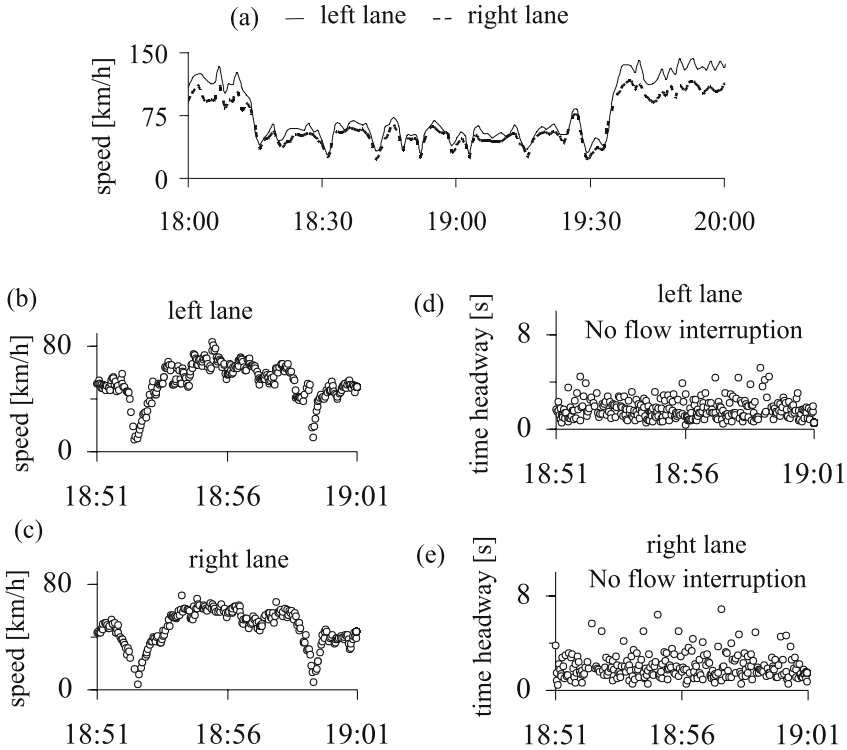 (a) — left lane -- right lane
speed [km/h]
150
75
0
18:00 18:30 19:00 19:30 20:00
(b) left lane
speed [km/h]
80
0
18:51 18:56 19:01
(d) left lane
No flow interruption
time headway [s]
8
0
18:51 18:56 19:01
(c) right lane
speed [km/h]
80
0
18:51 18:56 19:01
(e) right lane
No flow interruption
time headway [s]
8
0
18:51 18:56 19:01